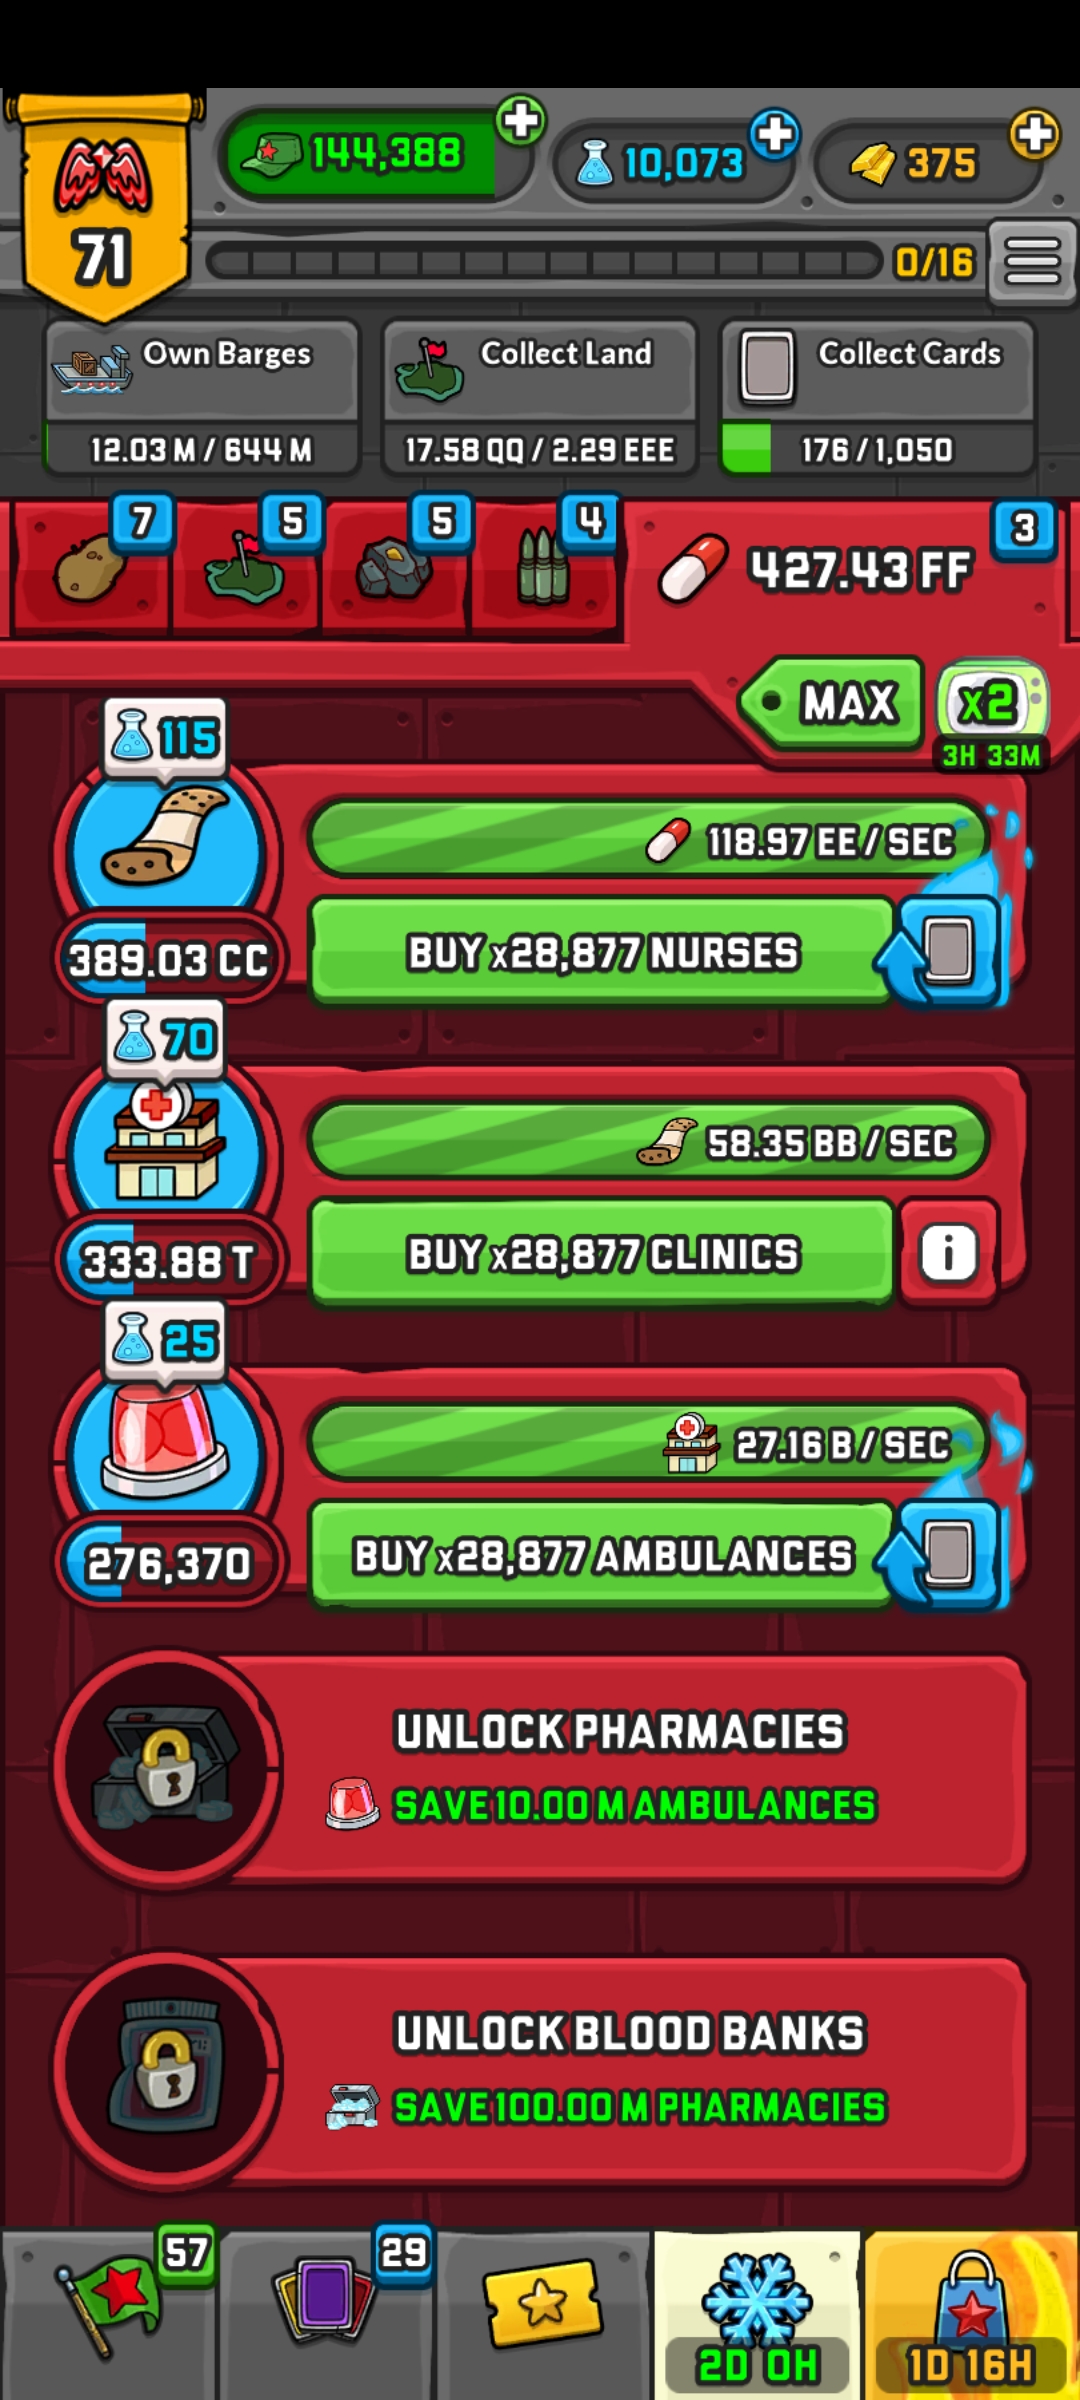 71
144,388
10,073
375
0/16
Own Barges
12.03 M / 644 M
Collect Land
17.58 QQ / 2.29 EEE
Collect Cards
176 / 1,050
7
5
5
4
3
427.43 FF
MAX
x2
3H 33M
115
118.97 EE / SEC
389.03 CC
BUY x28,877 NURSES
70
58.35 BB / SEC
333.88 T
BUY x28,877 CLINICS
i
25
27.16 B / SEC
276,370
BUY x28,877 AMBULANCES
UNLOCK PHARMACIES
SAVE 10.00 M AMBULANCES
UNLOCK BLOOD BANKS
SAVE 100.00 M PHARMACIES
57
29
2D 0H
1D 16H